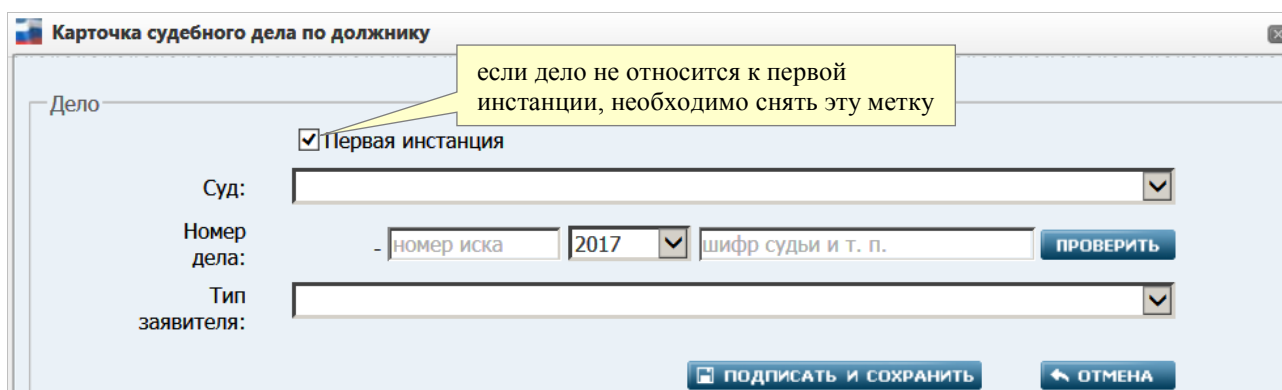 Карточка судебного дела по должнику
если дело не относится к первой
инстанции, необходимо снять эту метку
Дело
Первая инстанция
Суд:
Номер
дела:
- номер иска 2017 шифр судьи и т. п. ПРОВЕРИТЬ
Тип
заявителя:
ПОДПИСАТЬ И СОХРАНИТЬ ОТМЕНА